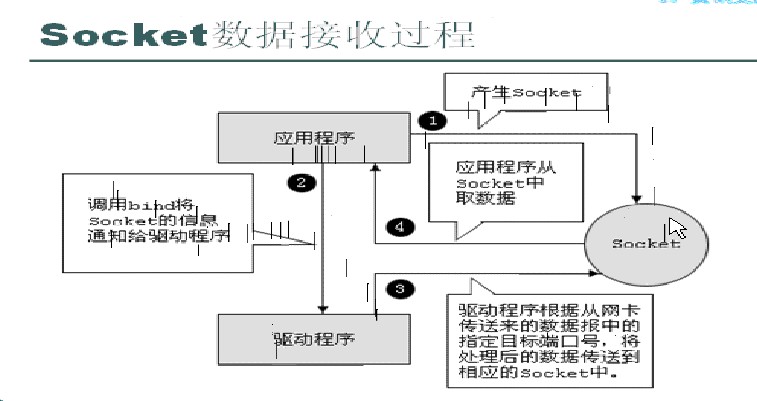 Socket数据接收过程
产生Socket
1
应用程序
2
应用程序从
Socket中
取数据
调用bind将
Socket的信息
通知给驱动程序
4
Socket
3
驱动程序
驱动程序根据从网卡
传送来的数据报中的
指定目标端口号，将
处理后的数据传送到
相应的Socket中。